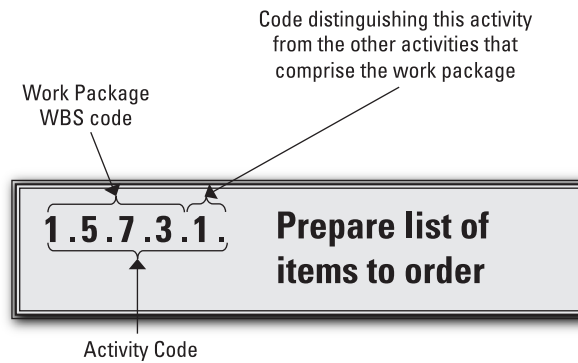 Code distinguishing this activity
from the other activities that
comprise the work package
Work Package
WBS code
1.5.7.3.1.
Prepare list of
items to order
Activity Code